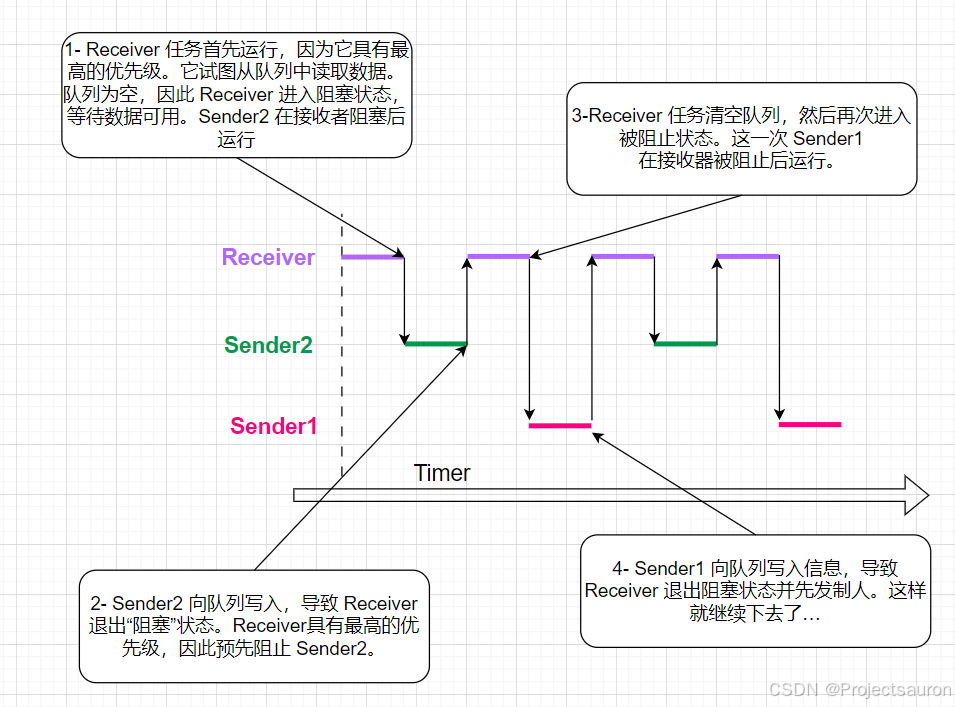 1- Receiver 任务首先运行，因为它具有最
高的优先级。它试图从队列中读取数据。
队列为空，因此 Receiver 进入阻塞状态，
等待数据可用。Sender2 在接收者阻塞后
运行
3-Receiver 任务清空队列，然后再次进入
被阻止状态。这一次 Sender1
在接收器被阻止后运行。
Receiver
Sender2
Sender1
Timer
2- Sender2 向队列写入，导致 Receiver
退出“阻塞”状态。Receiver具有最高的优
先级，因此预先阻止 Sender2。
4- Sender1 向队列写入信息，导致
Receiver 退出阻塞状态并先发制人。这样
就继续下去了…
CSDN @Projectsauron